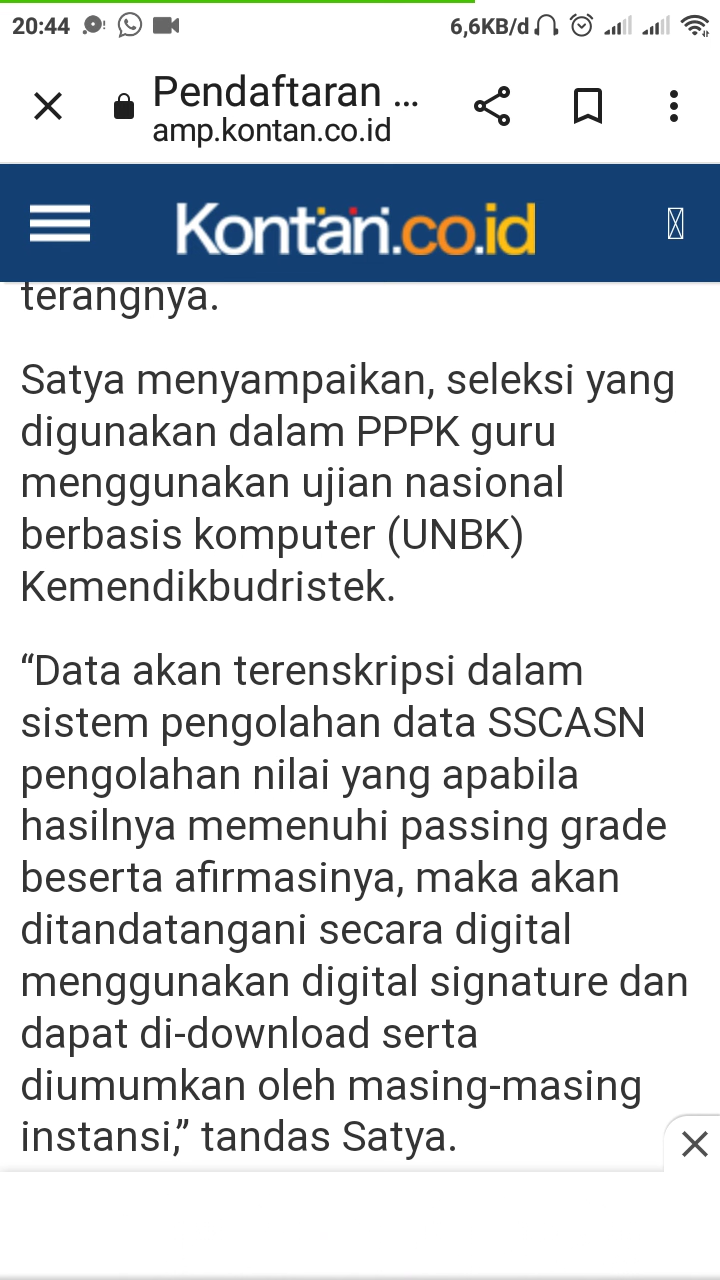 20:44
6,6KB/d
Pendaftaran ...
amp.kontan.co.id
Kontan.co.id
terangnya.
Satya menyampaikan, seleksi yang
digunakan dalam PPPK guru
menggunakan ujian nasional
berbasis komputer (UNBK)
Kemendikbudristek.
“Data akan terenskripsi dalam
sistem pengolahan data SSCASN
pengolahan nilai yang apabila
hasilnya memenuhi passing grade
beserta afirmasinya, maka akan
ditandatangani secara digital
menggunakan digital signature dan
dapat di-download serta
diumumkan oleh masing-masing
instansi,” tandas Satya.